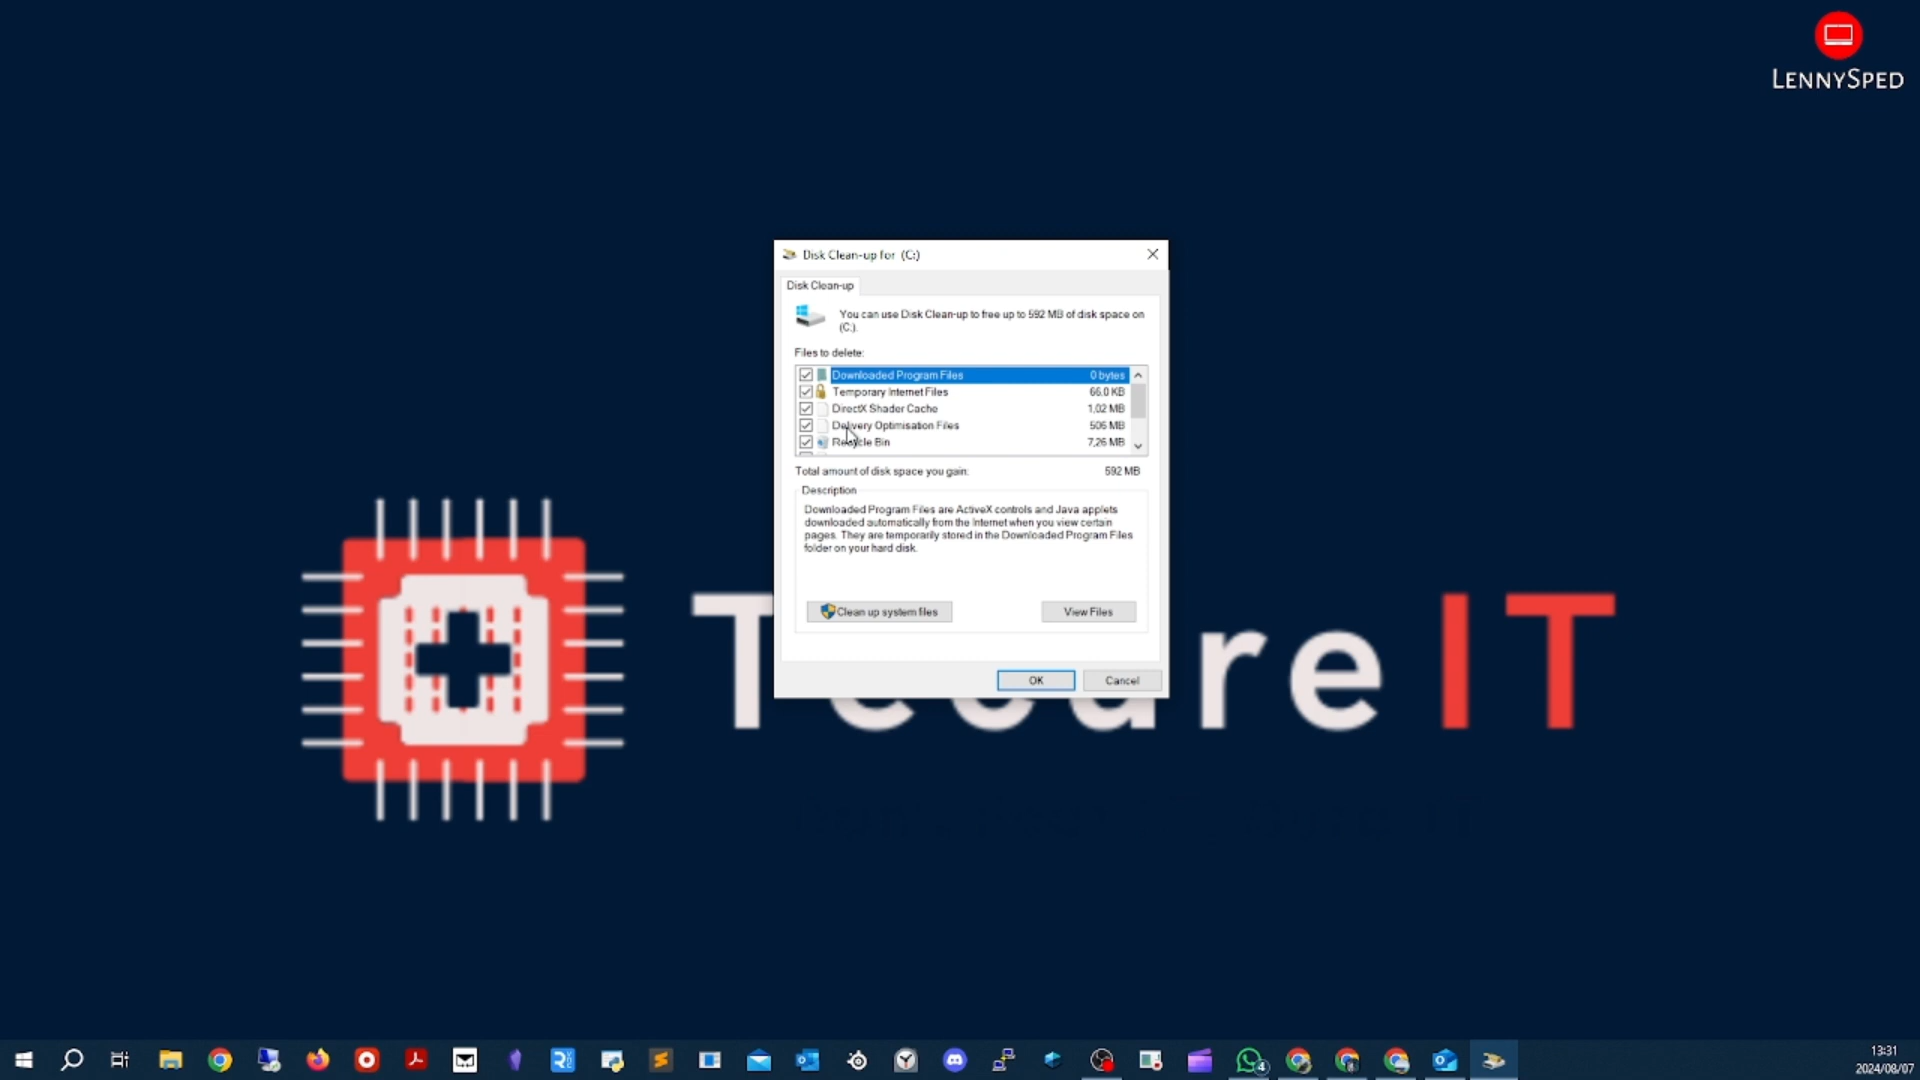 LENNYSPED
Disk Clean-up for (C:)
Disk Clean-up
You can use Disk Clean-up to free up to 592 MB of disk space on
(C:).
Files to delete:
Downloaded Program Files 0 bytes
Temporary Internet Files 66,0 KB
DirectX Shader Cache 1,02 MB
Delivery Optimisation Files 506 MB
Recycle Bin 7,26 MB
Total amount of disk space you gain: 592 MB
Description
Downloaded Program Files are ActiveX controls and Java applets
downloaded automatically from the Internet when you view certain
pages. They are temporarily stored in the Downloaded Program Files
folder on your hard disk.
Clean up system files View Files
OK Cancel
13:31
2024/08/07